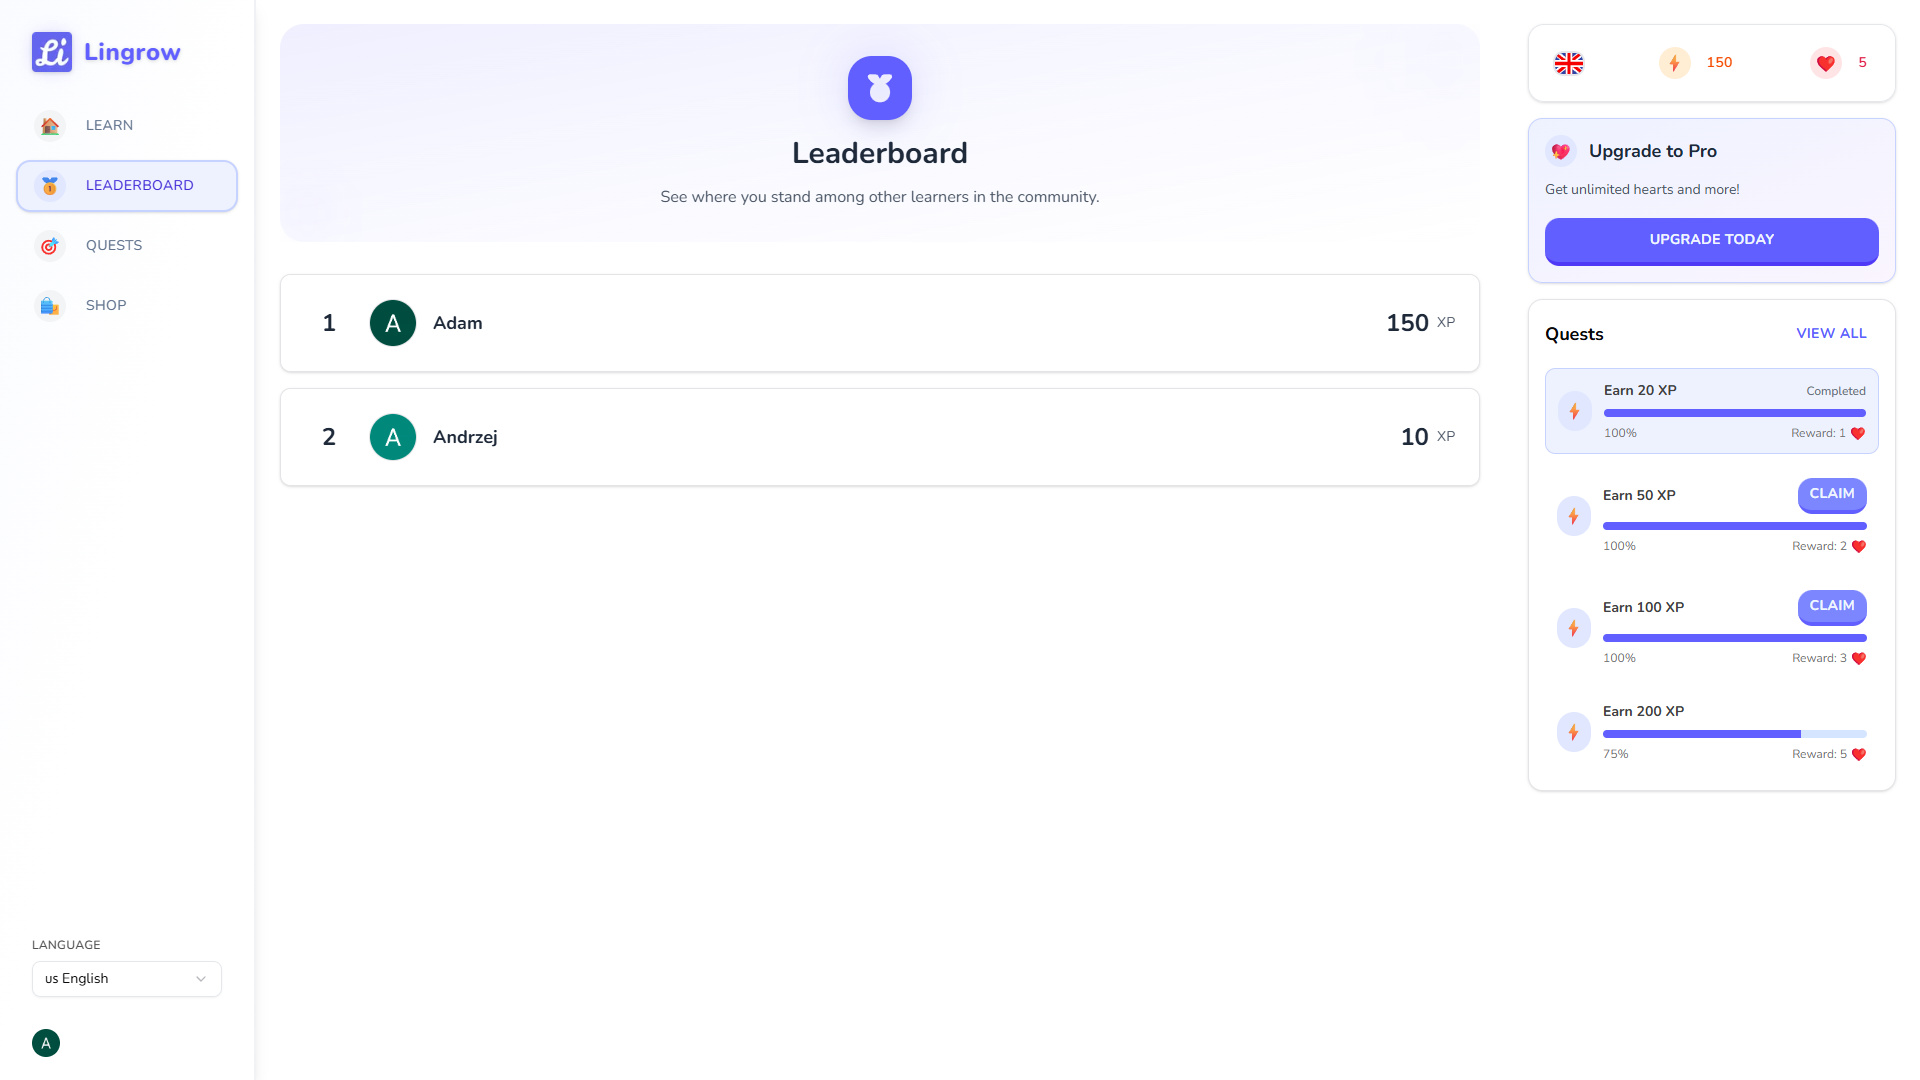 Li Lingrow
LEARN
LEADERBOARD
QUESTS
SHOP
LANGUAGE
us English
A
Leaderboard
See where you stand among other learners in the community.
1 A Adam 150 XP
2 A Andrzej 10 XP
150 5
Upgrade to Pro
Get unlimited hearts and more!
UPGRADE TODAY
Quests VIEW ALL
Earn 20 XP Completed
100% Reward: 1
Earn 50 XP CLAIM
100% Reward: 2
Earn 100 XP CLAIM
100% Reward: 3
Earn 200 XP
75% Reward: 5